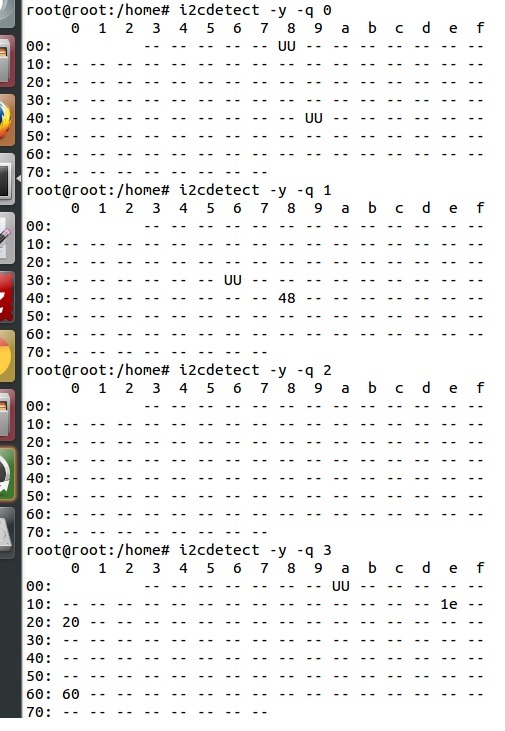 root@root:/home# i2cdetect -y -q 0
     0  1  2  3  4  5  6  7  8  9  a  b  c  d  e  f
00:          -- -- -- -- -- UU -- -- -- -- -- -- --
10: -- -- -- -- -- -- -- -- -- -- -- -- -- -- -- --
20: -- -- -- -- -- -- -- -- -- -- -- -- -- -- -- --
30: -- -- -- -- -- -- -- -- -- -- -- -- -- -- -- --
40: -- -- -- -- -- -- -- -- -- UU -- -- -- -- -- --
50: -- -- -- -- -- -- -- -- -- -- -- -- -- -- -- --
60: -- -- -- -- -- -- -- -- -- -- -- -- -- -- -- --
70: -- -- -- -- -- -- -- --
root@root:/home# i2cdetect -y -q 1
     0  1  2  3  4  5  6  7  8  9  a  b  c  d  e  f
00:          -- -- -- -- -- -- -- -- -- -- -- -- --
10: -- -- -- -- -- -- -- -- -- -- -- -- -- -- -- --
20: -- -- -- -- -- -- -- -- -- -- -- -- -- -- -- --
30: -- -- -- -- -- -- UU -- -- -- -- -- -- -- -- --
40: -- -- -- -- -- -- -- -- 48 -- -- -- -- -- -- --
50: -- -- -- -- -- -- -- -- -- -- -- -- -- -- -- --
60: -- -- -- -- -- -- -- -- -- -- -- -- -- -- -- --
70: -- -- -- -- -- -- -- --
root@root:/home# i2cdetect -y -q 2
     0  1  2  3  4  5  6  7  8  9  a  b  c  d  e  f
00:          -- -- -- -- -- -- -- -- -- -- -- -- --
10: -- -- -- -- -- -- -- -- -- -- -- -- -- -- -- --
20: -- -- -- -- -- -- -- -- -- -- -- -- -- -- -- --
30: -- -- -- -- -- -- -- -- -- -- -- -- -- -- -- --
40: -- -- -- -- -- -- -- -- -- -- -- -- -- -- -- --
50: -- -- -- -- -- -- -- -- -- -- -- -- -- -- -- --
60: -- -- -- -- -- -- -- -- -- -- -- -- -- -- -- --
70: -- -- -- -- -- -- -- --
root@root:/home# i2cdetect -y -q 3
     0  1  2  3  4  5  6  7  8  9  a  b  c  d  e  f
00:          -- -- -- -- -- -- -- UU -- -- -- -- --
10: -- -- -- -- -- -- -- -- -- -- -- -- -- -- 1e --
20: 20 -- -- -- -- -- -- -- -- -- -- -- -- -- -- --
30: -- -- -- -- -- -- -- -- -- -- -- -- -- -- -- --
40: -- -- -- -- -- -- -- -- -- -- -- -- -- -- -- --
50: -- -- -- -- -- -- -- -- -- -- -- -- -- -- -- --
60: 60 -- -- -- -- -- -- -- -- -- -- -- -- -- -- --
70: -- -- -- -- -- -- -- --